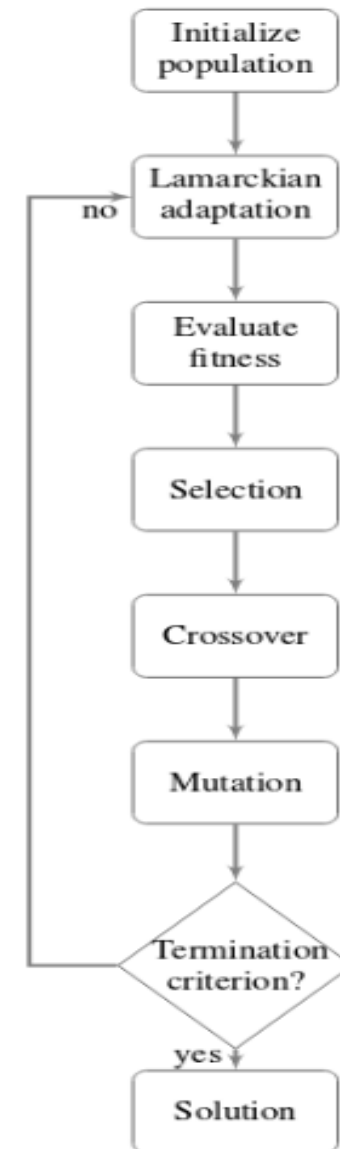 Initialize
population
Lamarckian
no
adaptation
Evaluate
fitness
Selection
Crossover
Mutation
Termination
criterion?
yes
Solution